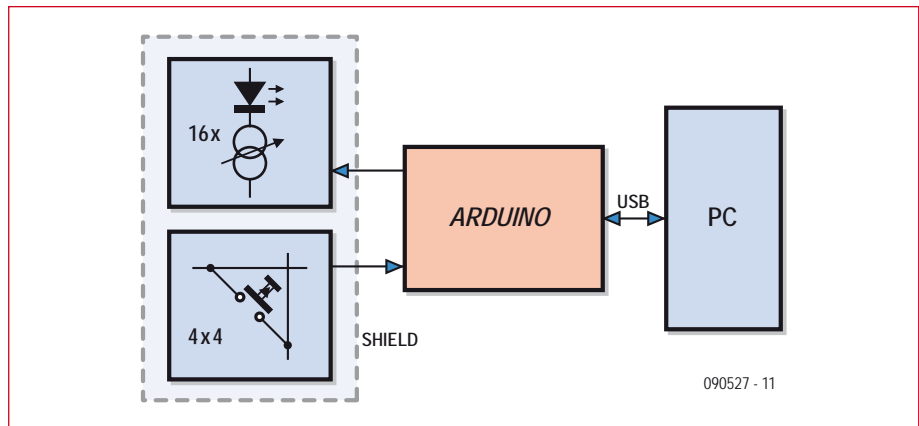 16x
ARDUINO
USB
PC
4x4
SHIELD
090527 - 11